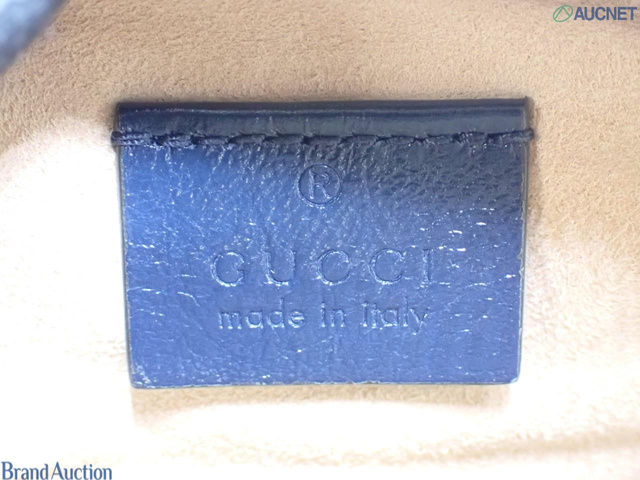 AUCNET
®
GUCCI
made in Italy
Brand Auction